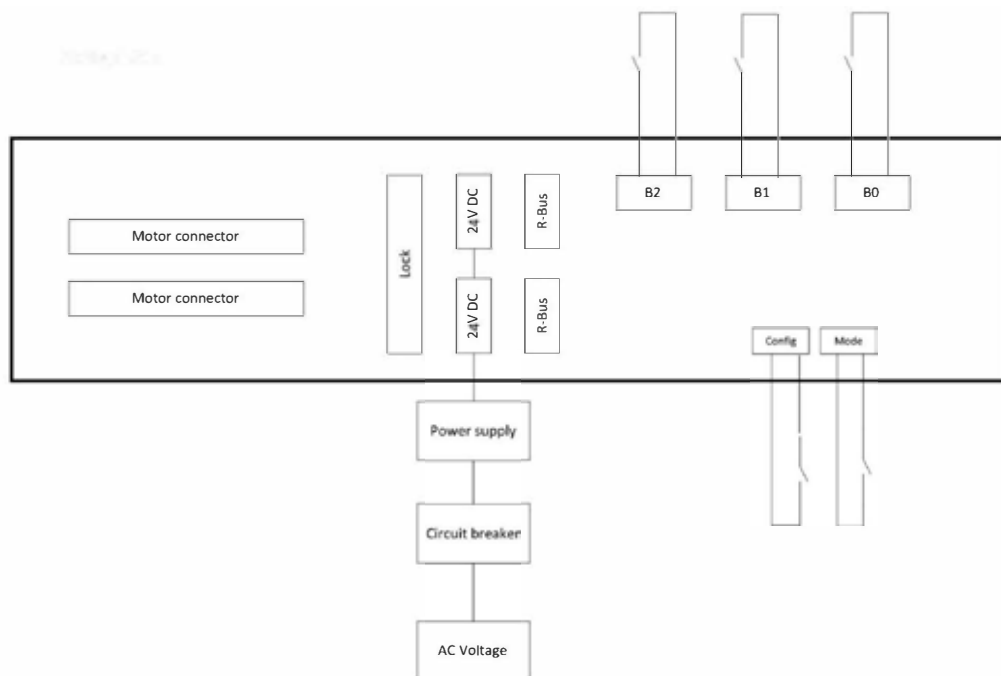 B2
B1
B0
Motor connector
Motor connector
Lock
24V DC
24V DC
R-Bus
R-Bus
Config
Mode
Power supply
Circuit breaker
AC Voltage